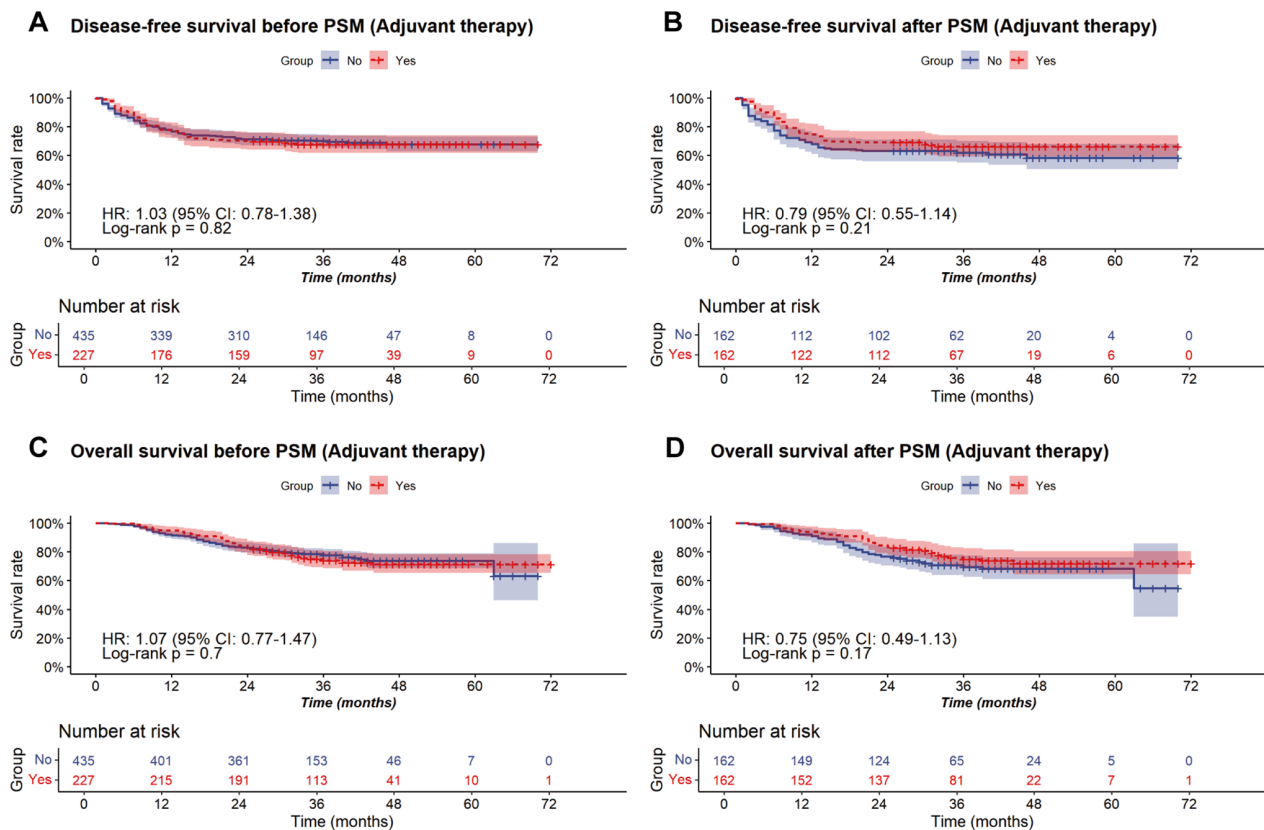 A Disease-free survival before PSM (Adjuvant therapy)
Group No Yes
100%
80%
60%
40%
20%
0%
Survival rate
HR: 1.03 (95% CI: 0.78-1.38)
Log-rank p = 0.82
0 12 24 36 48 60 72
Time (months)
Number at risk
Group
No 435 339 310 146 47 8 0
Yes 227 176 159 97 39 9 0
0 12 24 36 48 60 72
Time (months)
B Disease-free survival after PSM (Adjuvant therapy)
Group No Yes
100%
80%
60%
40%
20%
0%
Survival rate
HR: 0.79 (95% CI: 0.55-1.14)
Log-rank p = 0.21
0 12 24 36 48 60 72
Time (months)
Number at risk
Group
No 162 112 102 62 20 4 0
Yes 162 122 112 67 19 6 0
0 12 24 36 48 60 72
Time (months)
C Overall survival before PSM (Adjuvant therapy)
Group No Yes
100%
80%
60%
40%
20%
0%
Survival rate
HR: 1.07 (95% CI: 0.77-1.47)
Log-rank p = 0.7
0 12 24 36 48 60 72
Time (months)
Number at risk
Group
No 435 401 361 153 46 7 0
Yes 227 215 191 113 41 10 1
0 12 24 36 48 60 72
Time (months)
D Overall survival after PSM (Adjuvant therapy)
Group No Yes
100%
80%
60%
40%
20%
0%
Survival rate
HR: 0.75 (95% CI: 0.49-1.13)
Log-rank p = 0.17
0 12 24 36 48 60 72
Time (months)
Number at risk
Group
No 162 149 124 65 24 5 0
Yes 162 152 137 81 22 7 1
0 12 24 36 48 60 72
Time (months)